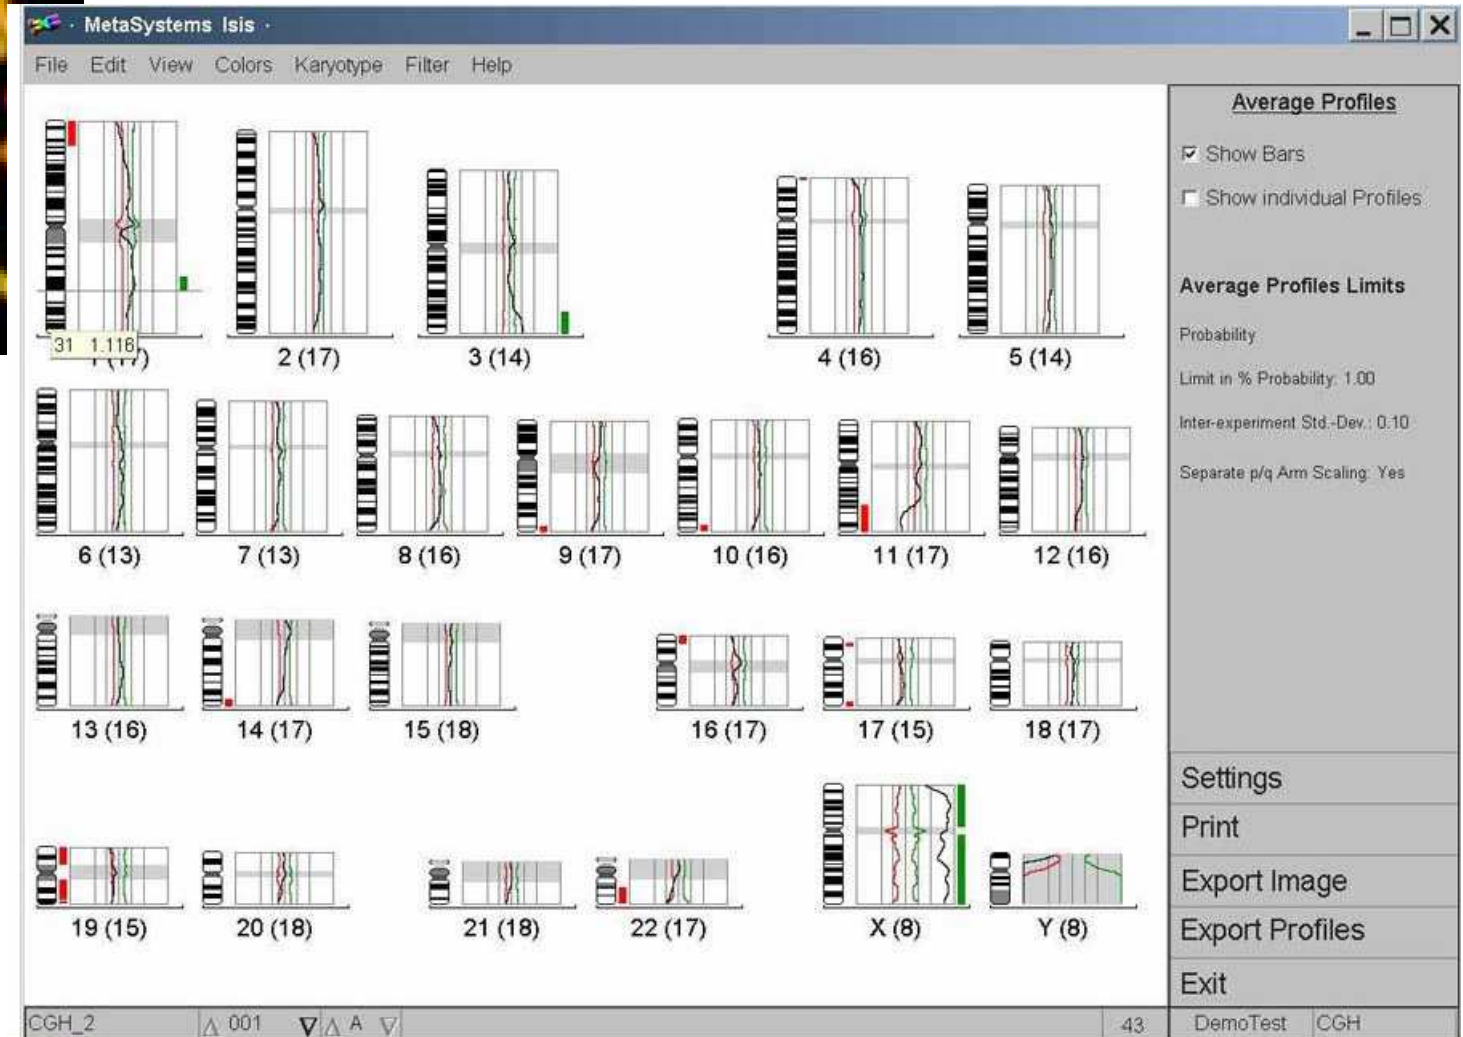 · MetaSystems Isis ·
File Edit View Colors Karyotype Filter Help
31 1.116
2 (17)
3 (14)
4 (16)
5 (14)
6 (13)
7 (13)
8 (16)
9 (17)
10 (16)
11 (17)
12 (16)
13 (16)
14 (17)
15 (18)
16 (17)
17 (15)
18 (17)
19 (15)
20 (18)
21 (18)
22 (17)
X (8)
Y (8)
Average Profiles
Show Bars
Show individual Profiles
Average Profiles Limits
Probability
Limit in % Probability: 1.00
Inter-experiment Std.-Dev.: 0.10
Separate p/q Arm Scaling: Yes
Settings
Print
Export Image
Export Profiles
Exit
CGH_2 001 A 43 DemoTest CGH